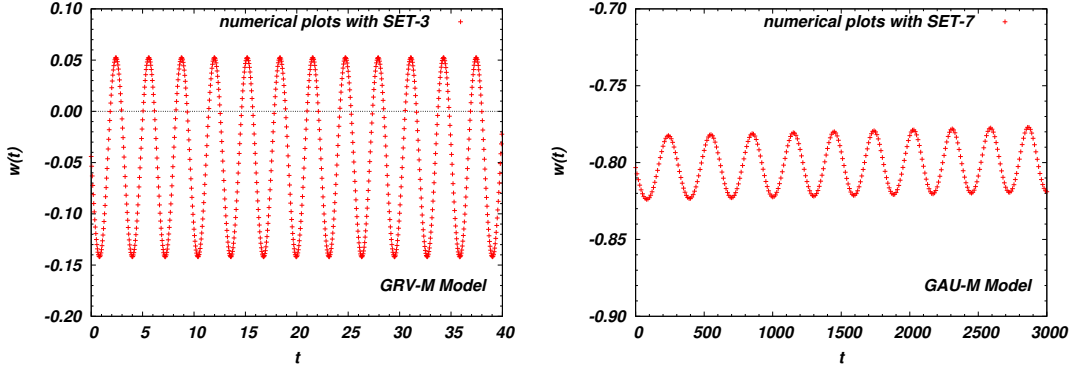 numerical plots with SET-3
0.10
0.05
0.00
-0.05
-0.10
-0.15
-0.20
w(t)
GRV-M Model
0 5 10 15 20 25 30 35 40
t
numerical plots with SET-7
-0.70
-0.75
-0.80
-0.85
-0.90
w(t)
GAU-M Model
0 500 1000 1500 2000 2500 3000
t